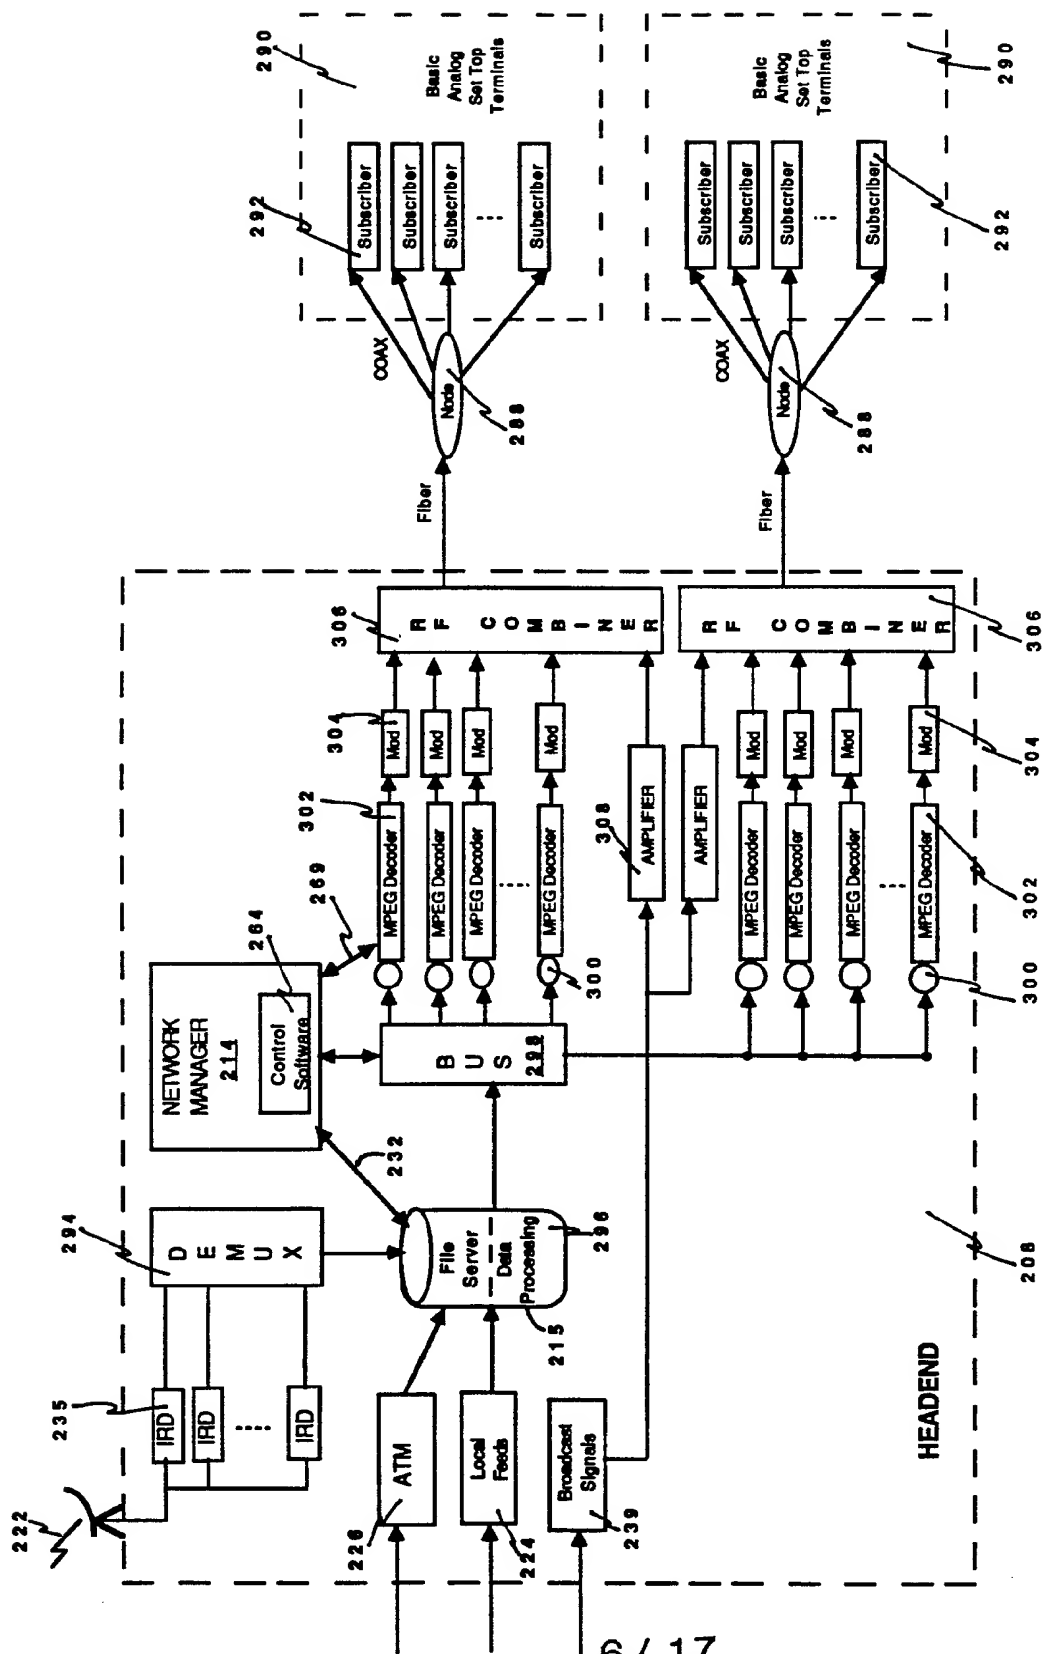 222
235
IRD
IRD
IRD
294
DEMUX
NETWORK
MANAGER
214
Control
Software
264
269
232
226
ATM
224
Local
Feeds
239
Broadcast
Signals
File
Server
Data
Processing
215
296
BUS
298
300
302
MPEG Decoder
MPEG Decoder
MPEG Decoder
MPEG Decoder
304
Mod
Mod
Mod
Mod
306
RF COMBINER
308
AMPLIFIER
AMPLIFIER
300
302
MPEG Decoder
MPEG Decoder
MPEG Decoder
MPEG Decoder
304
Mod
Mod
Mod
Mod
306
RF COMBINER
HEADEND
208
Fiber
Node
288
COAX
292
Subscriber
Subscriber
Subscriber
Subscriber
290
Basic
Analog
Set Top
Terminals
Fiber
Node
288
COAX
292
Subscriber
Subscriber
Subscriber
Subscriber
290
Basic
Analog
Set Top
Terminals
6/17